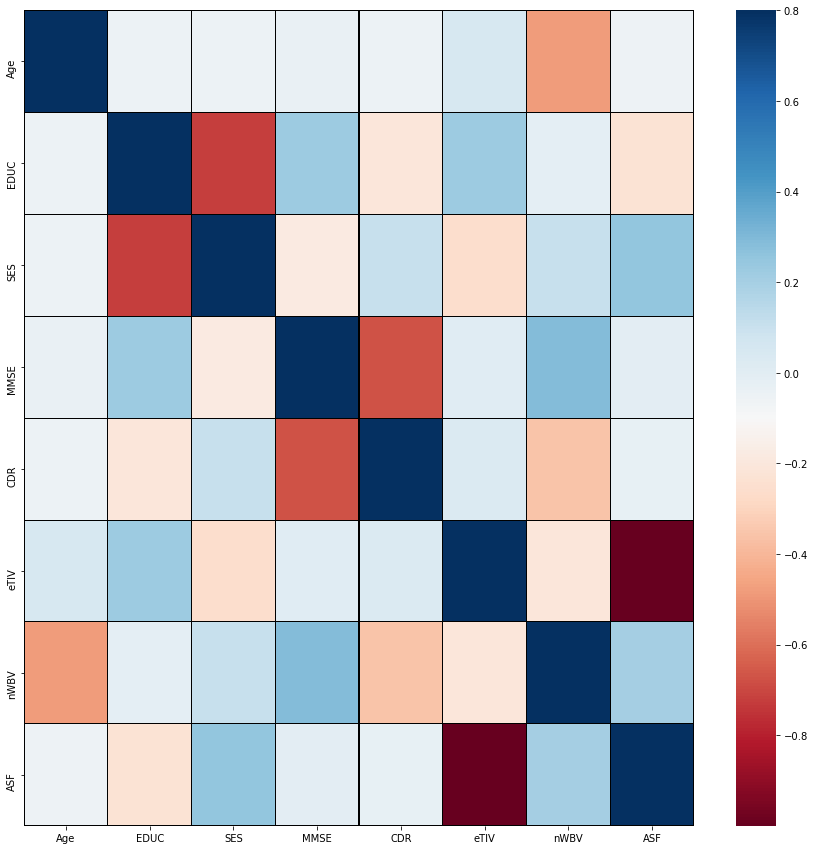 Age
EDUC
SES
MMSE
CDR
eTIV
nWBV
ASF
Age EDUC SES MMSE CDR eTIV nWBV ASF
0.8
0.6
0.4
0.2
0.0
−0.2
−0.4
−0.6
−0.8